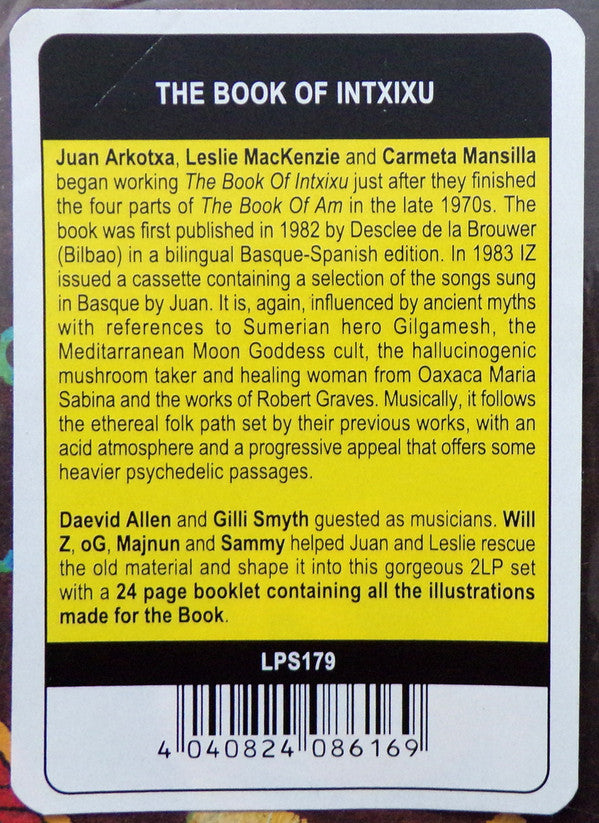 THE BOOK OF INTXIXU
Juan Arkotxa, Leslie MacKenzie and Carmeta Mansilla
began working The Book Of Intxixu just after they finished
the four parts of The Book Of Am in the late 1970s. The
book was first published in 1982 by Desclee de la Brouwer
(Bilbao) in a bilingual Basque-Spanish edition. In 1983 IZ
issued a cassette containing a selection of the songs sung
in Basque by Juan. It is, again, influenced by ancient myths
with references to Sumerian hero Gilgamesh, the
Meditarranean Moon Goddess cult, the hallucinogenic
mushroom taker and healing woman from Oaxaca Maria
Sabina and the works of Robert Graves. Musically, it follows
the ethereal folk path set by their previous works, with an
acid atmosphere and a progressive appeal that offers some
heavier psychedelic passages.
Daevid Allen and Gilli Smyth guested as musicians. Will
Z, oG, Majnun and Sammy helped Juan and Leslie rescue
the old material and shape it into this gorgeous 2LP set
with a 24 page booklet containing all the illustrations
made for the Book.
LPS179
4 040824 086169